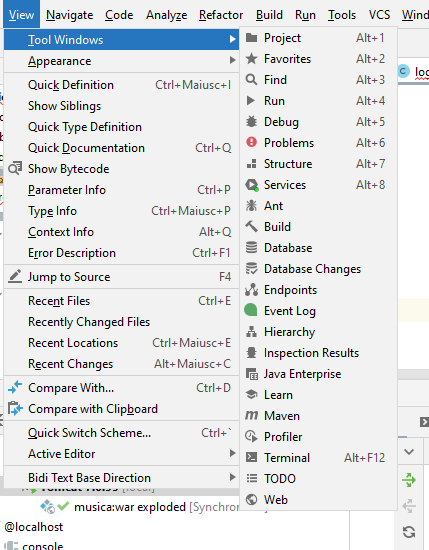 View Navigate Code Analyze Refactor Build Run Tools VCS
Tool Windows
Appearance
Quick Definition Ctrl+Maiusc+I
Show Siblings
Quick Type Definition
Quick Documentation Ctrl+Q
Show Bytecode
Parameter Info Ctrl+P
Type Info Ctrl+Maiusc+P
Context Info Alt+Q
Error Description Ctrl+F1
Jump to Source F4
Recent Files Ctrl+E
Recently Changed Files
Recent Locations Ctrl+Maiusc+E
Recent Changes Alt+Maiusc+C
Compare With... Ctrl+D
Compare with Clipboard
Quick Switch Scheme... Ctrl+`
Active Editor
Bidi Text Base Direction
Project Alt+1
Favorites Alt+2
Find Alt+3
Run Alt+4
Debug Alt+5
Problems Alt+6
Structure Alt+7
Services Alt+8
Ant
Build
Database
Database Changes
Endpoints
Event Log
Hierarchy
Inspection Results
Java Enterprise
Learn
Maven
Profiler
Terminal Alt+F12
TODO
Web
C loc
musica:war exploded [Synchron
@localhost
console